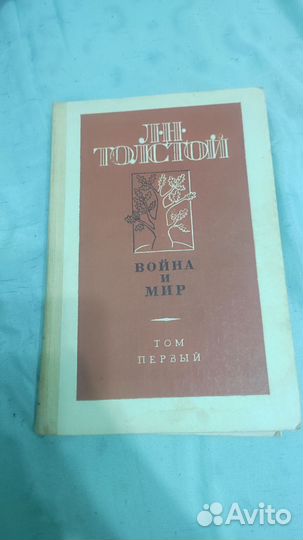 Л·Н·
ТОЛСТОЙ
ВОЙНА
И
МИР
ТОМ
ПЕРВЫЙ
Avito